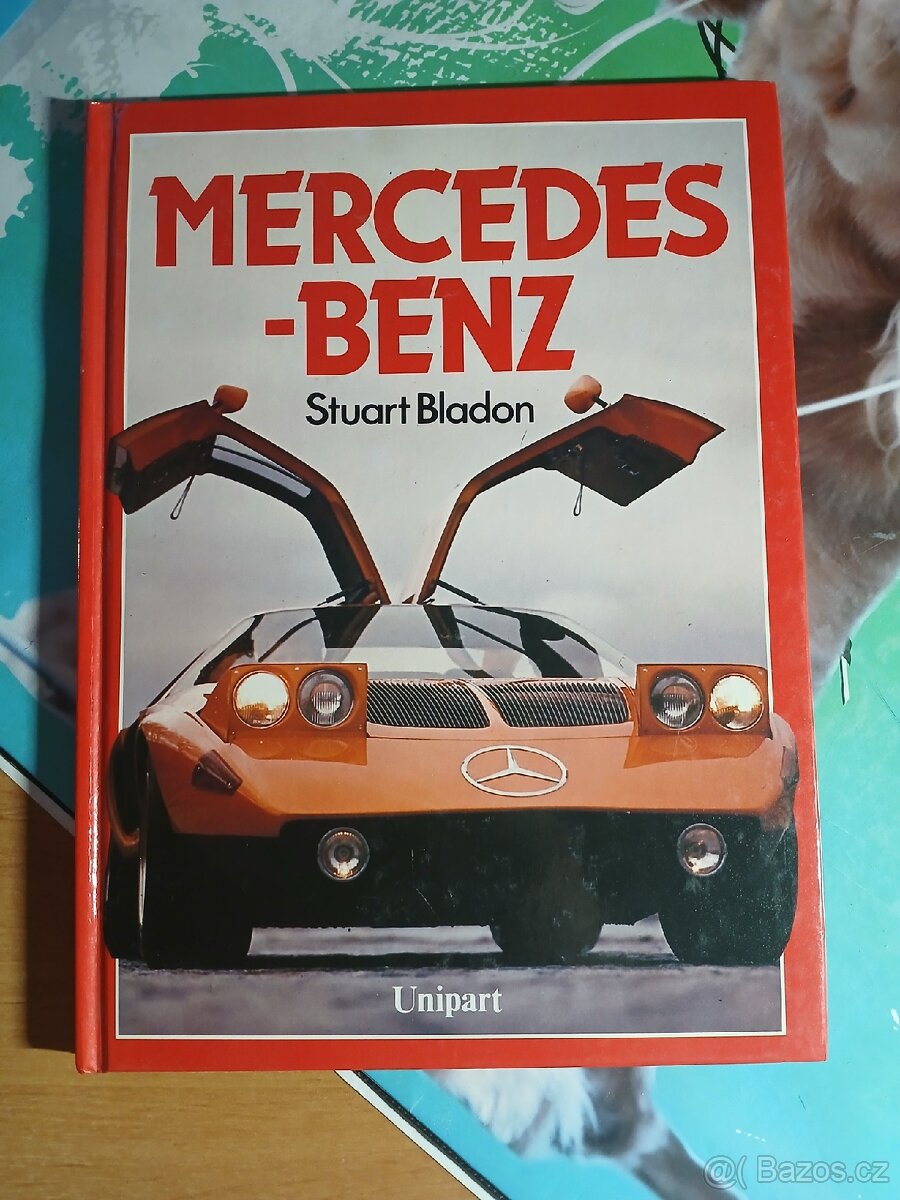 MERCEDES
-BENZ
Stuart Bladon
Unipart
@( Bazos.cz